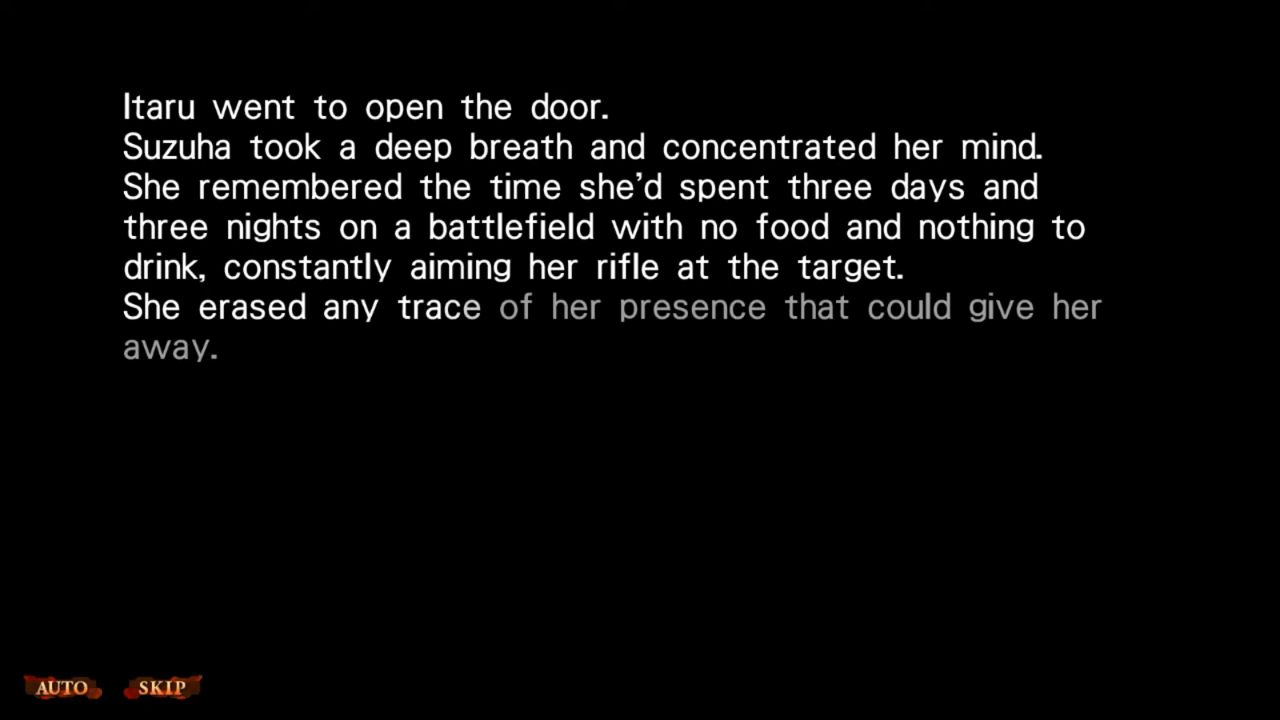 Itaru went to open the door.
Suzuha took a deep breath and concentrated her mind.
She remembered the time she'd spent three days and
three nights on a battlefield with no food and nothing to
drink, constantly aiming her rifle at the target.
She erased any trace of her presence that could give her
away.
AUTO SKIP